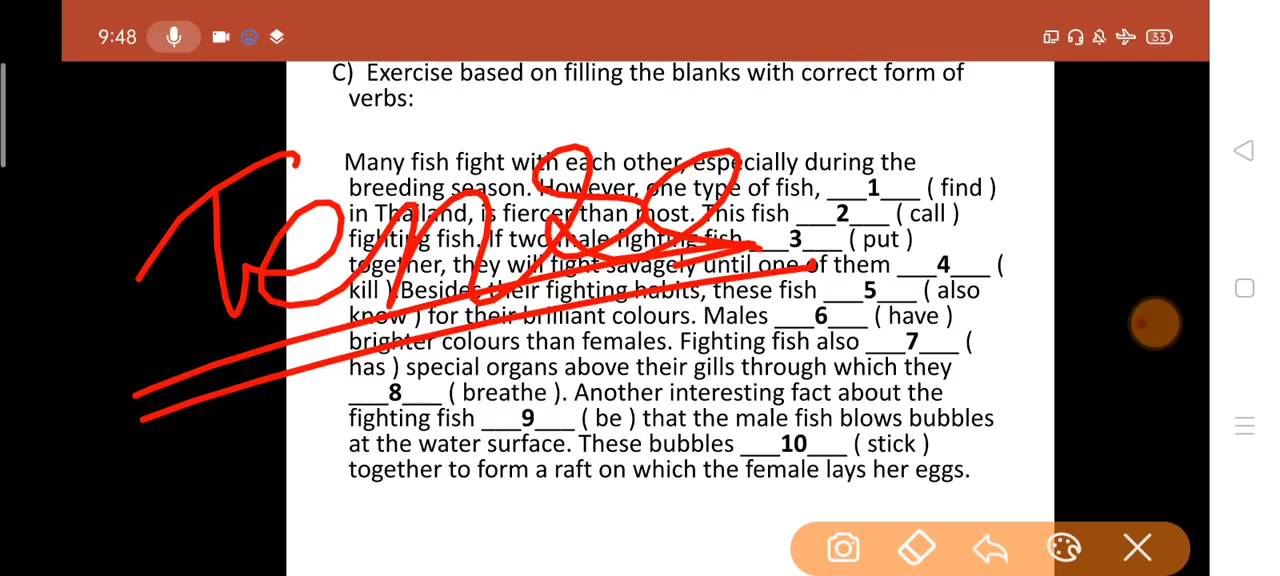 9:48
33
C) Exercise based on filling the blanks with correct form of
verbs:
Many fish fight with each other, especially during the
breeding season. However, one type of fish, ___1___ ( find )
in Thailand, is fiercer than most. This fish ___2___ ( call )
fighting fish. If two male fighting fish ___3___ ( put )
together, they will fight savagely until one of them ___4___ (
kill ).Besides their fighting habits, these fish ___5___ ( also
know ) for their brilliant colours. Males ___6___ ( have )
brighter colours than females. Fighting fish also ___7___ (
has ) special organs above their gills through which they
___8___ ( breathe ). Another interesting fact about the
fighting fish ___9___ ( be ) that the male fish blows bubbles
at the water surface. These bubbles ___10___ ( stick )
together to form a raft on which the female lays her eggs.
Tense